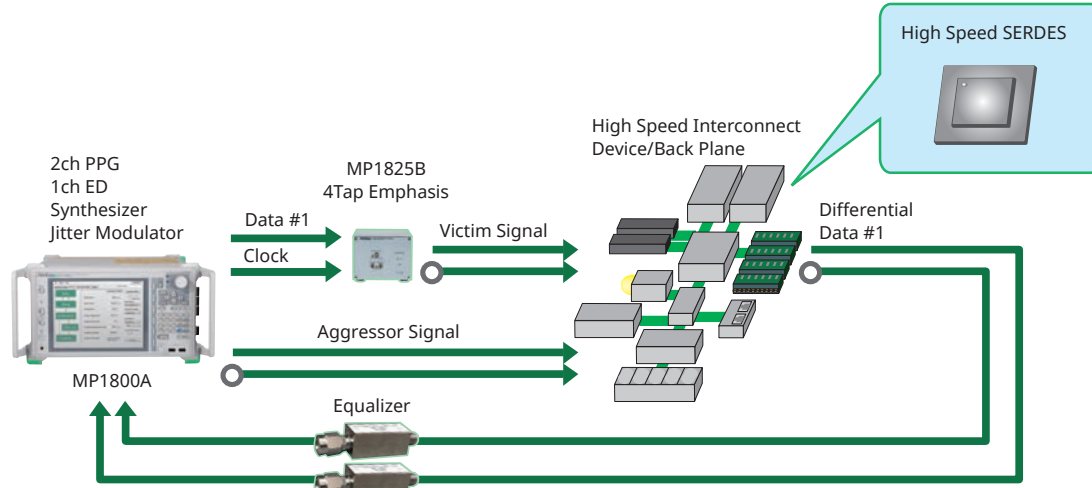 High Speed SERDES
High Speed Interconnect
Device/Back Plane
2ch PPG
1ch ED
Synthesizer
Jitter Modulator
MP1825B
4Tap Emphasis
Data #1
Clock
Victim Signal
Differential
Data #1
Aggressor Signal
MP1800A
Equalizer